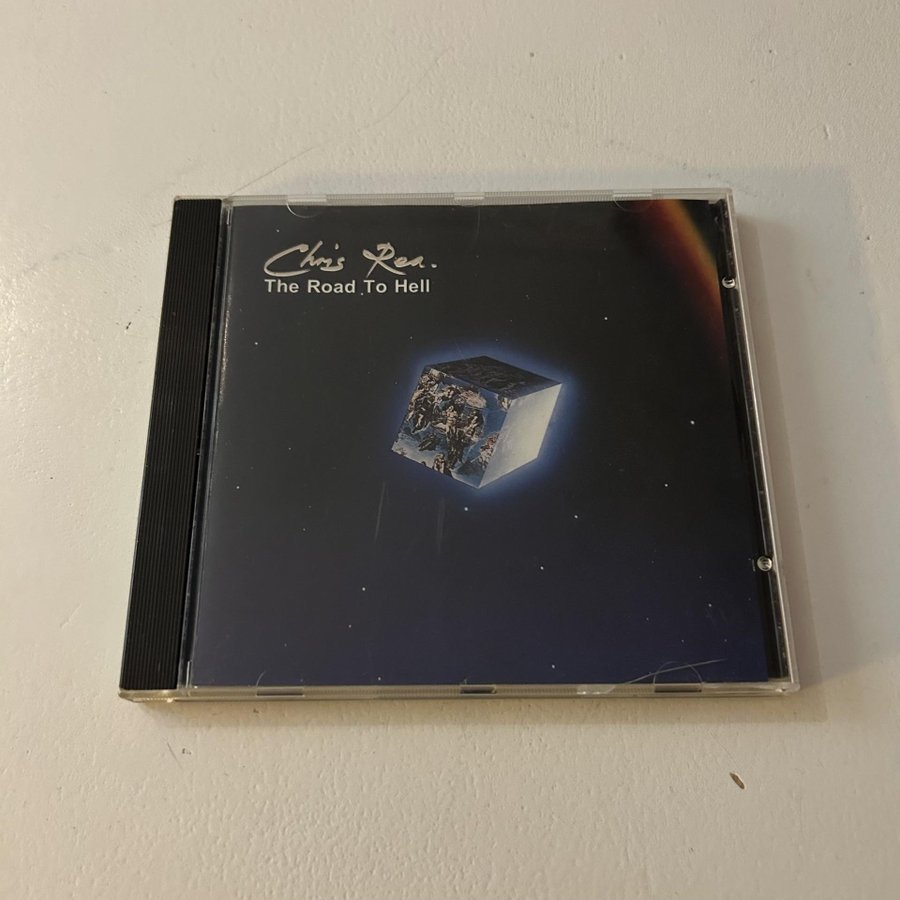 Chris Rea.
The Road To Hell